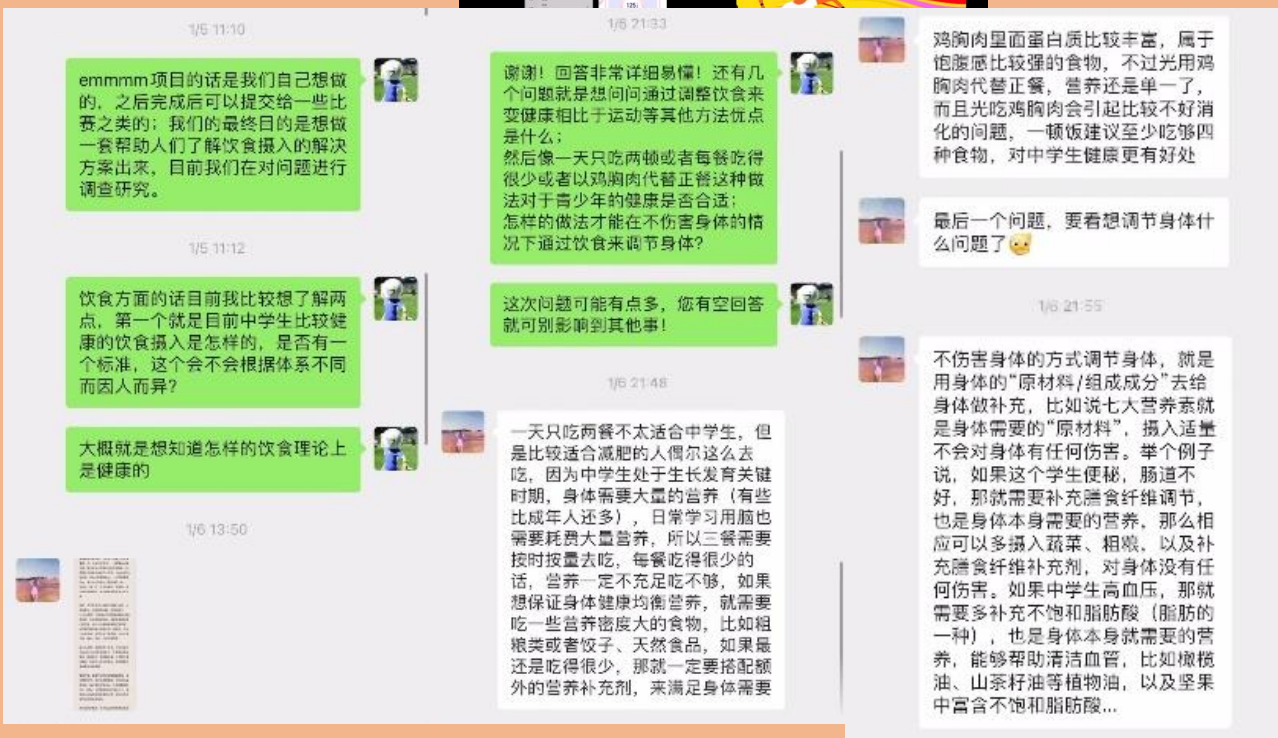 1/5 11:10
emmmm项目的话是我们自己想做
的，之后完成后可以提交给一些比
赛之类的；我们的最终目的是想做
一套帮助人们了解饮食摄入的解决
方案出来，目前我们在对问题进行
调查研究。
1/5 11:12
饮食方面的话目前我比较想了解两
点，第一个就是目前中学生比较健
康的饮食摄入是怎样的，是否有一
个标准，这个会不会根据体系不同
而因人而异？
大概就是想知道怎样的饮食理论上
是健康的
1/6 13:50
1/6 21:33
谢谢！回答非常详细易懂！还有几
个问题就是想问问通过调整饮食来
变健康相比于运动等其他方法优点
是什么；
然后像一天只吃两顿或者每餐吃得
很少或者以鸡胸肉代替正餐这种做
法对于青少年的健康是否合适；
怎样的做法才能在不伤害身体的情
况下通过饮食来调节身体？
这次问题可能有点多，您有空回答
就可别影响到其他事！
1/6 21:48
一天只吃两餐不太适合中学生，但
是比较适合减肥的人偶尔这么去
吃，因为中学生处于生长发育关键
时期，身体需要大量的营养（有些
比成年人还多），日常学习用脑也
需要耗费大量营养，所以三餐需要
按时按量去吃，每餐吃得很少的
话，营养一定不充足吃不够，如果
想保证身体健康均衡营养，就需要
吃一些营养密度大的食物，比如粗
粮类或者饺子、天然食品，如果最
还是吃得很少，那就一定要搭配额
外的营养补充剂，来满足身体需要
鸡胸肉里面蛋白质比较丰富，属于
饱腹感比较强的食物，不过光用鸡
胸肉代替正餐，营养还是单一了，
而且光吃鸡胸肉会引起比较不好消
化的问题，一顿饭建议至少吃够四
种食物，对中学生健康更有好处
最后一个问题，要看想调节身体什
么问题了
1/6 21:55
不伤害身体的方式调节身体，就是
用身体的“原材料/组成成分”去给
身体做补充，比如说七大营养素就
是身体需要的“原材料”，摄入适量
不会对身体有任何伤害。举个例子
说，如果这个学生便秘，肠道不
好，那就需要补充膳食纤维调节，
也是身体本身需要的营养，那么相
应可以多摄入蔬菜、粗粮，以及补
充膳食纤维补充剂，对身体没有任
何伤害。如果中学生高血压，那就
需要多补充不饱和脂肪酸（脂肪的
一种），也是身体本身就需要的营
养，能够帮助清洁血管，比如橄榄
油、山茶籽油等植物油，以及坚果
中富含不饱和脂肪酸...